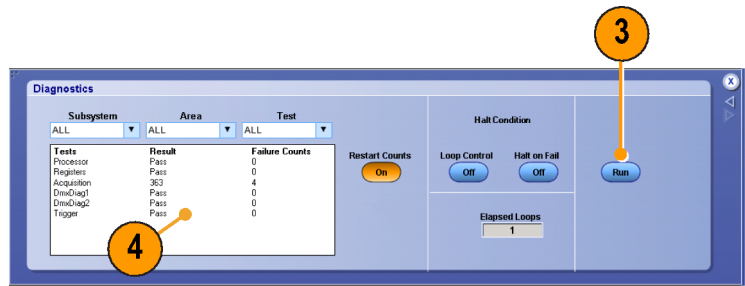 3
X
Diagnostics
Subsystem Area Test
ALL ALL ALL
Halt Condition
Tests Result Failure Counts
Processor Pass 0
Registers Pass 0
Acquisition 363 4
DmxDiag1 Pass 0
DmxDiag2 Pass 0
Trigger Pass 0
Restart Counts
On
Loop Control Halt on Fail
Off Off
Run
Elapsed Loops
1
4